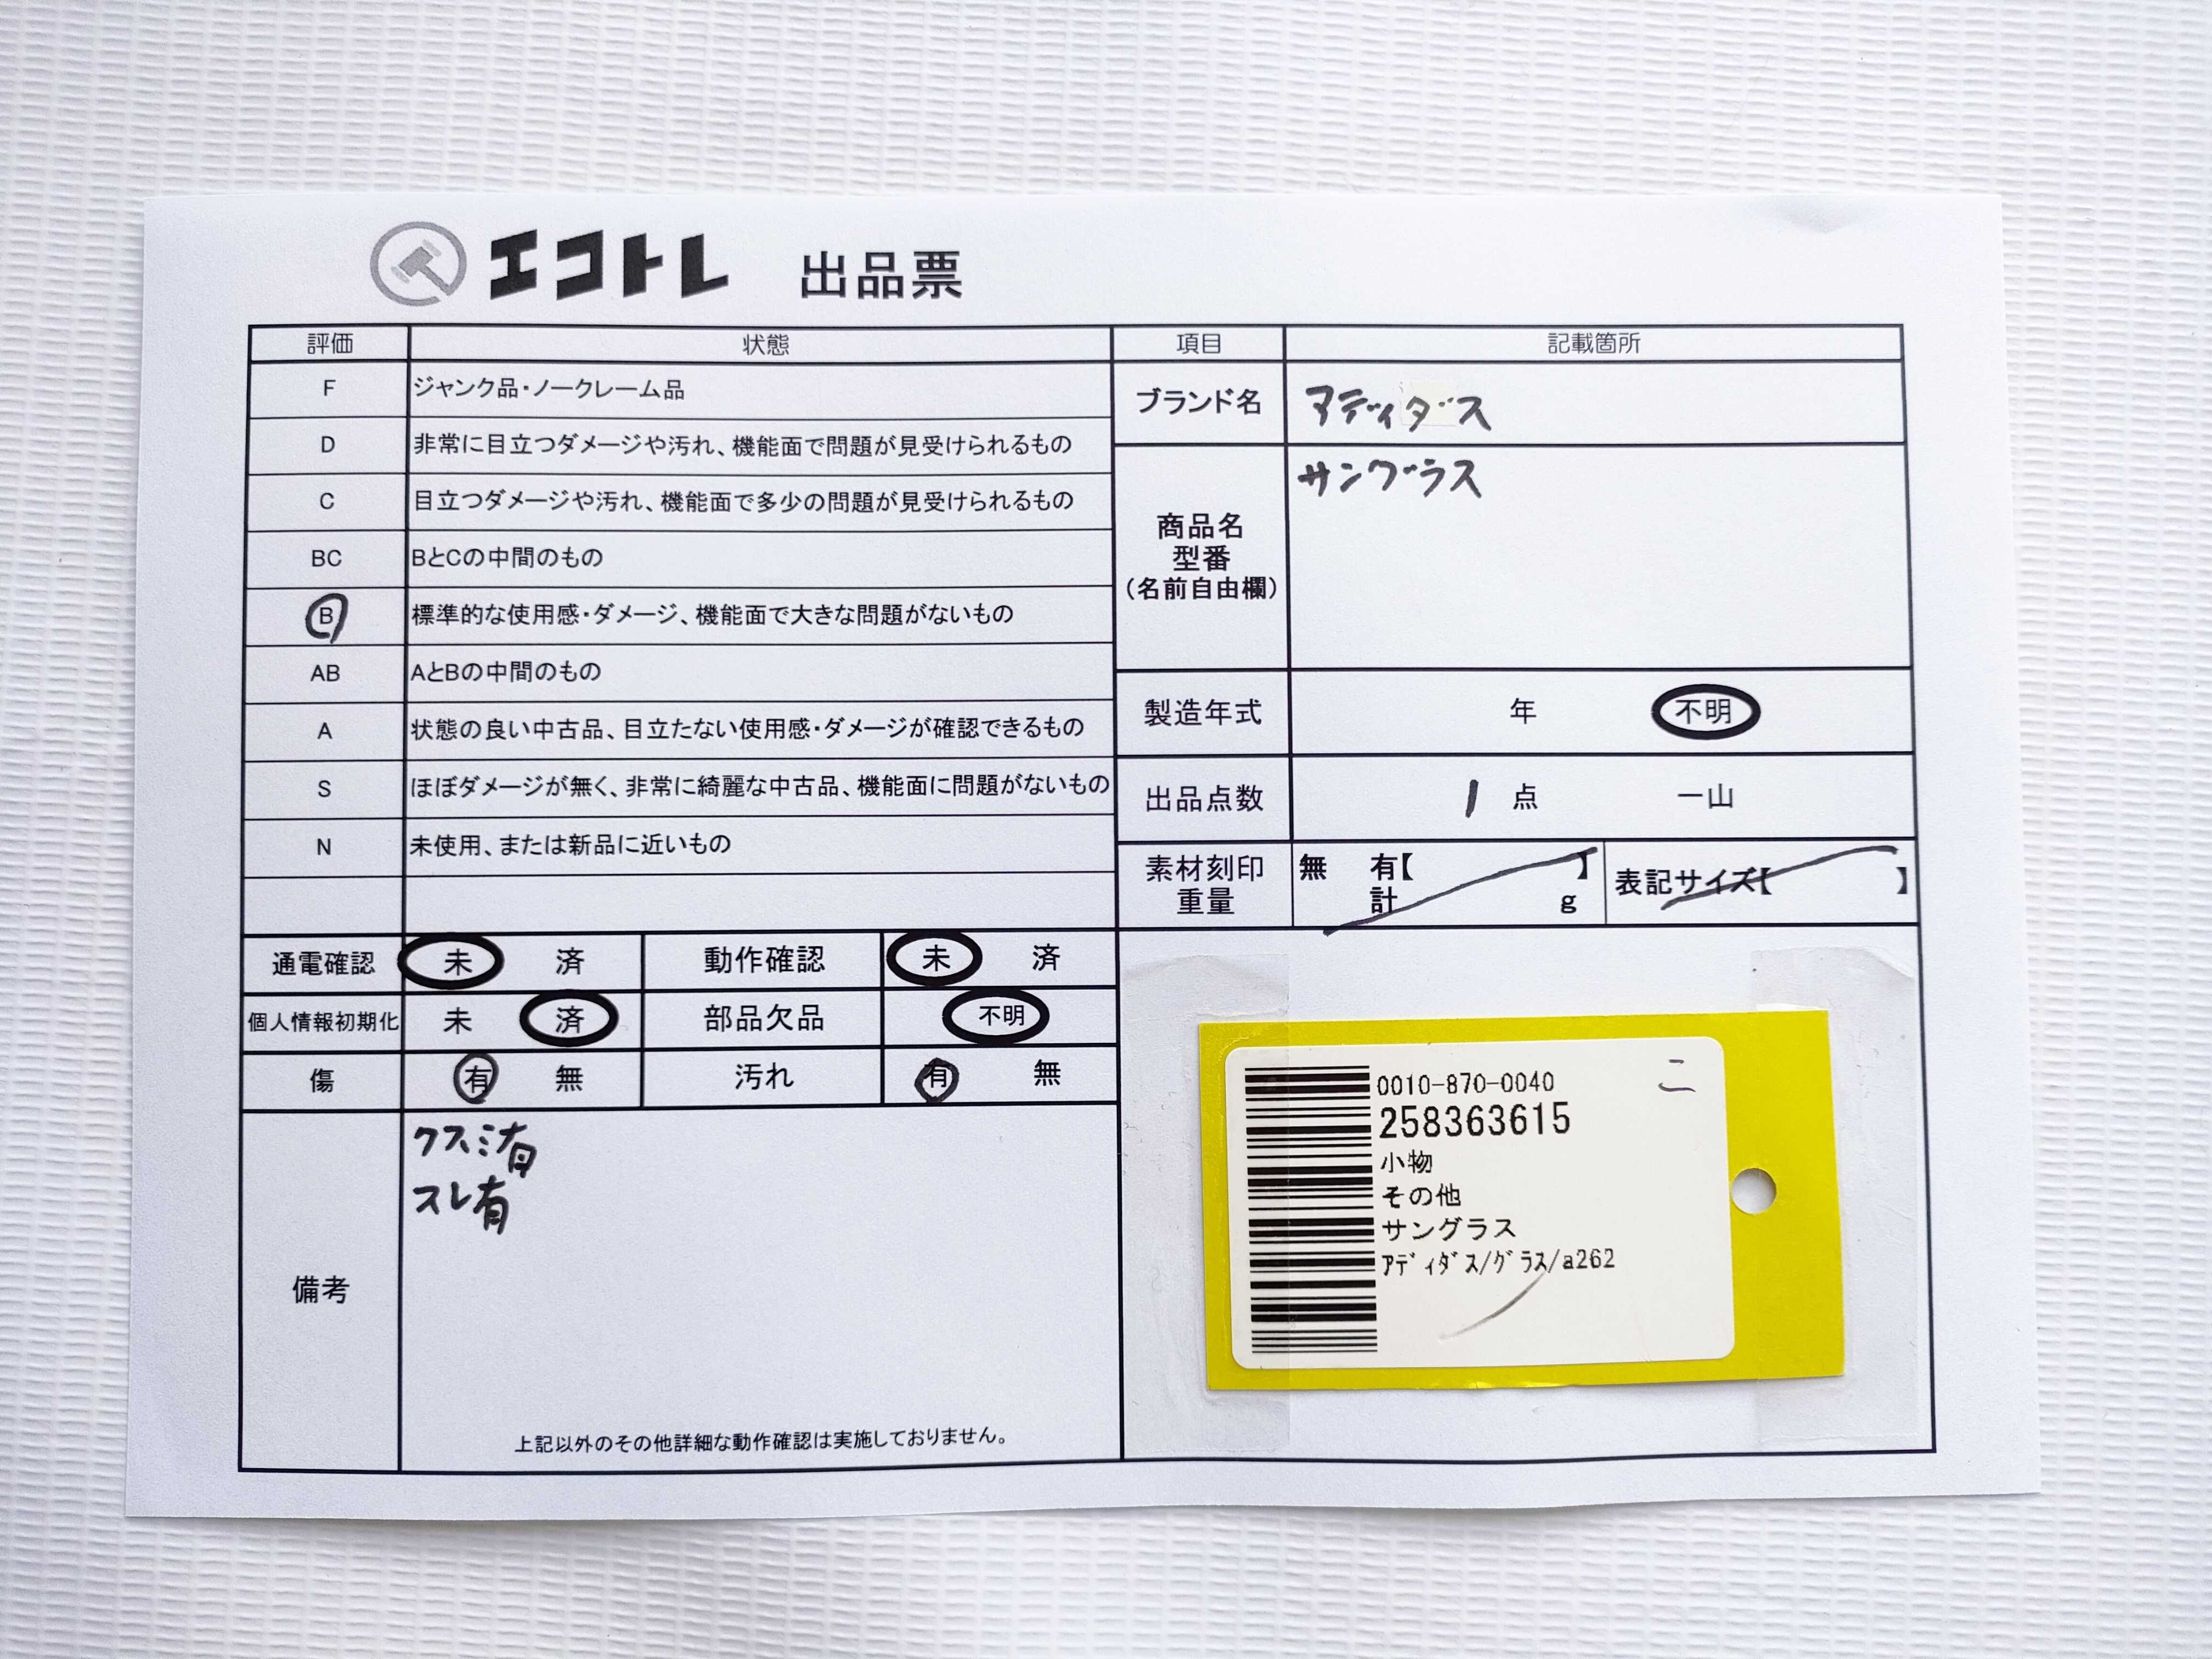 エコトレ 出品票
評価 状態
F ジャンク品・ノークレーム品
D 非常に目立つダメージや汚れ、機能面で問題が見受けられるもの
C 目立つダメージや汚れ、機能面で多少の問題が見受けられるもの
BC BとCの中間のもの
B 標準的な使用感・ダメージ、機能面で大きな問題がないもの
AB AとBの中間のもの
A 状態の良い中古品、目立たない使用感・ダメージが確認できるもの
S ほぼダメージが無く、非常に綺麗な中古品、機能面に問題がないもの
N 未使用、または新品に近いもの
通電確認 未 済 動作確認 未 済
個人情報初期化 未 済 部品欠品 不明
傷 有 無 汚れ 有 無
備考
クスミ有
スレ有
上記以外のその他詳細な動作確認は実施しておりません。
項目 記載箇所
ブランド名 アディダス
商品名
型番
(名前自由欄)
サングラス
製造年式 年 不明
出品点数 1 点 一山
素材刻印
重量
無 有【 】
計 g
表記サイズ【 】
0010-870-0040 こ
258363615
小物
その他
サングラス
ｱﾃﾞｨﾀﾞｽ/ｸﾞﾗｽ/a262